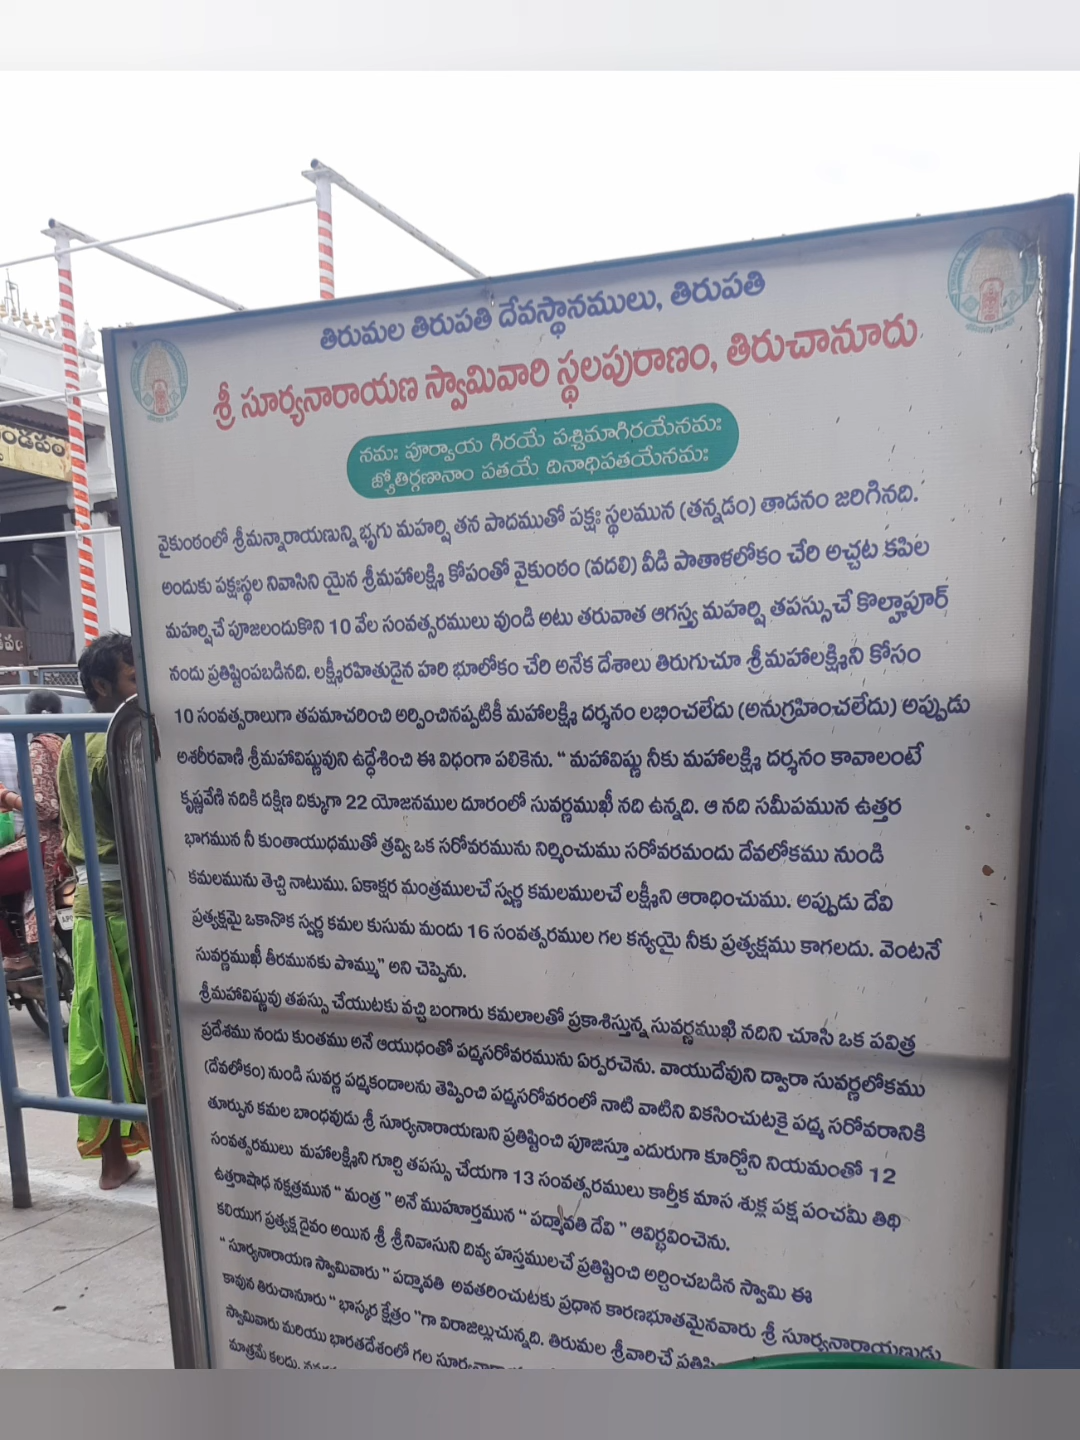 తిరుమల తిరుపతి దేవస్థానములు, తిరుపతి
శ్రీ సూర్యనారాయణ స్వామివారి స్థలపురాణం, తిరుచానూరు
నమః పూర్వాయ గిరయే పశ్చిమాగిరయేనమః
జ్యోతిర్గణానాం పతయే దినాధిపతయేనమః
వైకుంఠంలో శ్రీమన్నారాయణున్ని భృగు మహర్షి తన పాదముతో పక్షః స్థలమున (తన్నడం) తాడనం జరిగినది.
అందుకు పక్షఃస్థల నివాసిని యైన శ్రీమహాలక్ష్మి కోపంతో వైకుంఠం (వదలి) వీడి పాతాళలోకం చేరి అచ్చట కపిల
మహర్షిచే పూజలందుకొని 10 వేల సంవత్సరములు వుండి అటు తరువాత ఆగస్త్య మహర్షి తపస్సుచే కొల్హాపూర్
నందు ప్రతిష్టింపబడినది. లక్ష్మీరహితుడైన హరి భూలోకం చేరి అనేక దేశాలు తిరుగుచూ శ్రీమహాలక్ష్మిని కోసం
10 సంవత్సరాలుగా తపమాచరించి అర్పించినప్పటికీ మహాలక్ష్మి దర్శనం లభించలేదు (అనుగ్రహించలేదు) అప్పుడు
అశరీరవాణి శ్రీమహావిష్ణువుని ఉద్ధేశించి ఈ విధంగా పలికెను. “ మహావిష్ణు నీకు మహాలక్ష్మి దర్శనం కావాలంటే
కృష్ణవేణి నదికి దక్షిణ దిక్కుగా 22 యోజనముల దూరంలో సువర్ణముఖీ నది ఉన్నది. ఆ నది సమీపమున ఉత్తర
భాగమున నీ కుంతాయుధముతో త్రవ్వి ఒక సరోవరమును నిర్మించుము సరోవరమందు దేవలోకము నుండి
కమలమును తెచ్చి నాటుము. ఏకాక్షర మంత్రములచే స్వర్ణ కమలములచే లక్ష్మీని ఆరాధించుము. అప్పుడు దేవి
ప్రత్యక్షమై ఒకానొక స్వర్ణ కమల కుసుమ మందు 16 సంవత్సరముల గల కన్యయై నీకు ప్రత్యక్షము కాగలదు. వెంటనే
సువర్ణముఖీ తీరమునకు పొమ్ము” అని చెప్పెను.
శ్రీమహావిష్ణువు తపస్సు చేయుటకు వచ్చి బంగారు కమలాలతో ప్రకాశిస్తున్న సువర్ణముఖి నదిని చూసి ఒక పవిత్ర
ప్రదేశము నందు కుంతము అనే ఆయుధంతో పద్మసరోవరమును ఏర్పరచెను. వాయుదేవుని ద్వారా సువర్ణలోకము
(దేవలోకం) నుండి సువర్ణ పద్మకందాలను తెప్పించి పద్మసరోవరంలో నాటి వాటిని వికసించుటకై పద్మ సరోవరానికి
తూర్పున కమల బాంధవుడు శ్రీ సూర్యనారాయణుని ప్రతిష్టించి పూజిస్తూ ఎదురుగా కూర్చోని నియమంతో 12
సంవత్సరములు మహాలక్ష్మిని గూర్చి తపస్సు చేయగా 13 సంవత్సరములు కార్తీక మాస శుక్ల పక్ష పంచమి తిథి
ఉత్తరాషాఢ నక్షత్రమున “ మంత్ర ” అనే ముహూర్తమున “ పద్మావతి దేవి ” ఆవిర్భవించెను.
కలియుగ ప్రత్యక్ష దైవం అయిన శ్రీ శ్రీనివాసుని దివ్య హస్తములచే ప్రతిష్టించి అర్చించబడిన స్వామి ఈ
“ సూర్యనారాయణ స్వామివారు ” పద్మావతి అవతరించుటకు ప్రధాన కారణభూతమైనవారు శ్రీ సూర్యనారాయణుడు
కావున తిరుచానూరు “ భాస్కర క్షేత్రం ”గా విరాజిల్లుచున్నది. తిరుమల శ్రీవారిచే
స్వామివారు మరియు భారతదేశంలో గల
మాత్రమే కలదు.